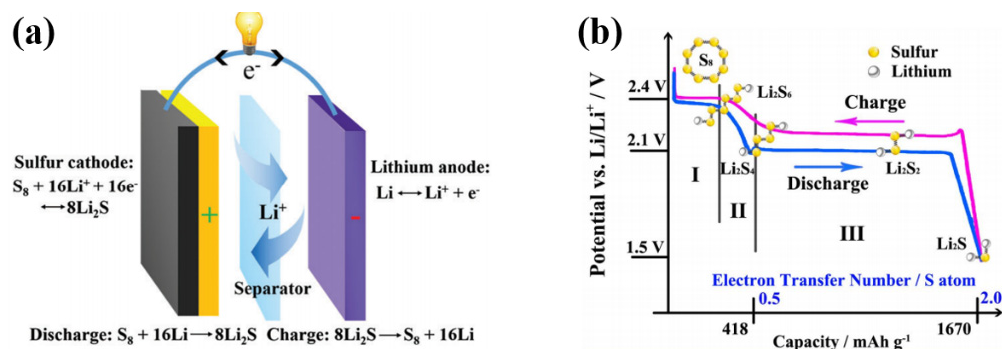 (a)
e⁻
Sulfur cathode:
S₈ + 16Li⁺ + 16e⁻
⟷8Li₂S
+
Li⁺
-
Separator
Lithium anode:
Li⟷Li⁺ + e⁻
Discharge: S₈ + 16Li⟶8Li₂S Charge: 8Li₂S⟶S₈ + 16Li
(b)
Potential vs. Li/Li⁺ / V
2.4 V
2.1 V
1.5 V
S₈
Sulfur
Lithium
Li₂S₆
Charge
Li₂S₄
Li₂S₂
Discharge
I
II
III
Li₂S
Electron Transfer Number / S atom
0.5
2.0
418
1670
Capacity / mAh g⁻¹